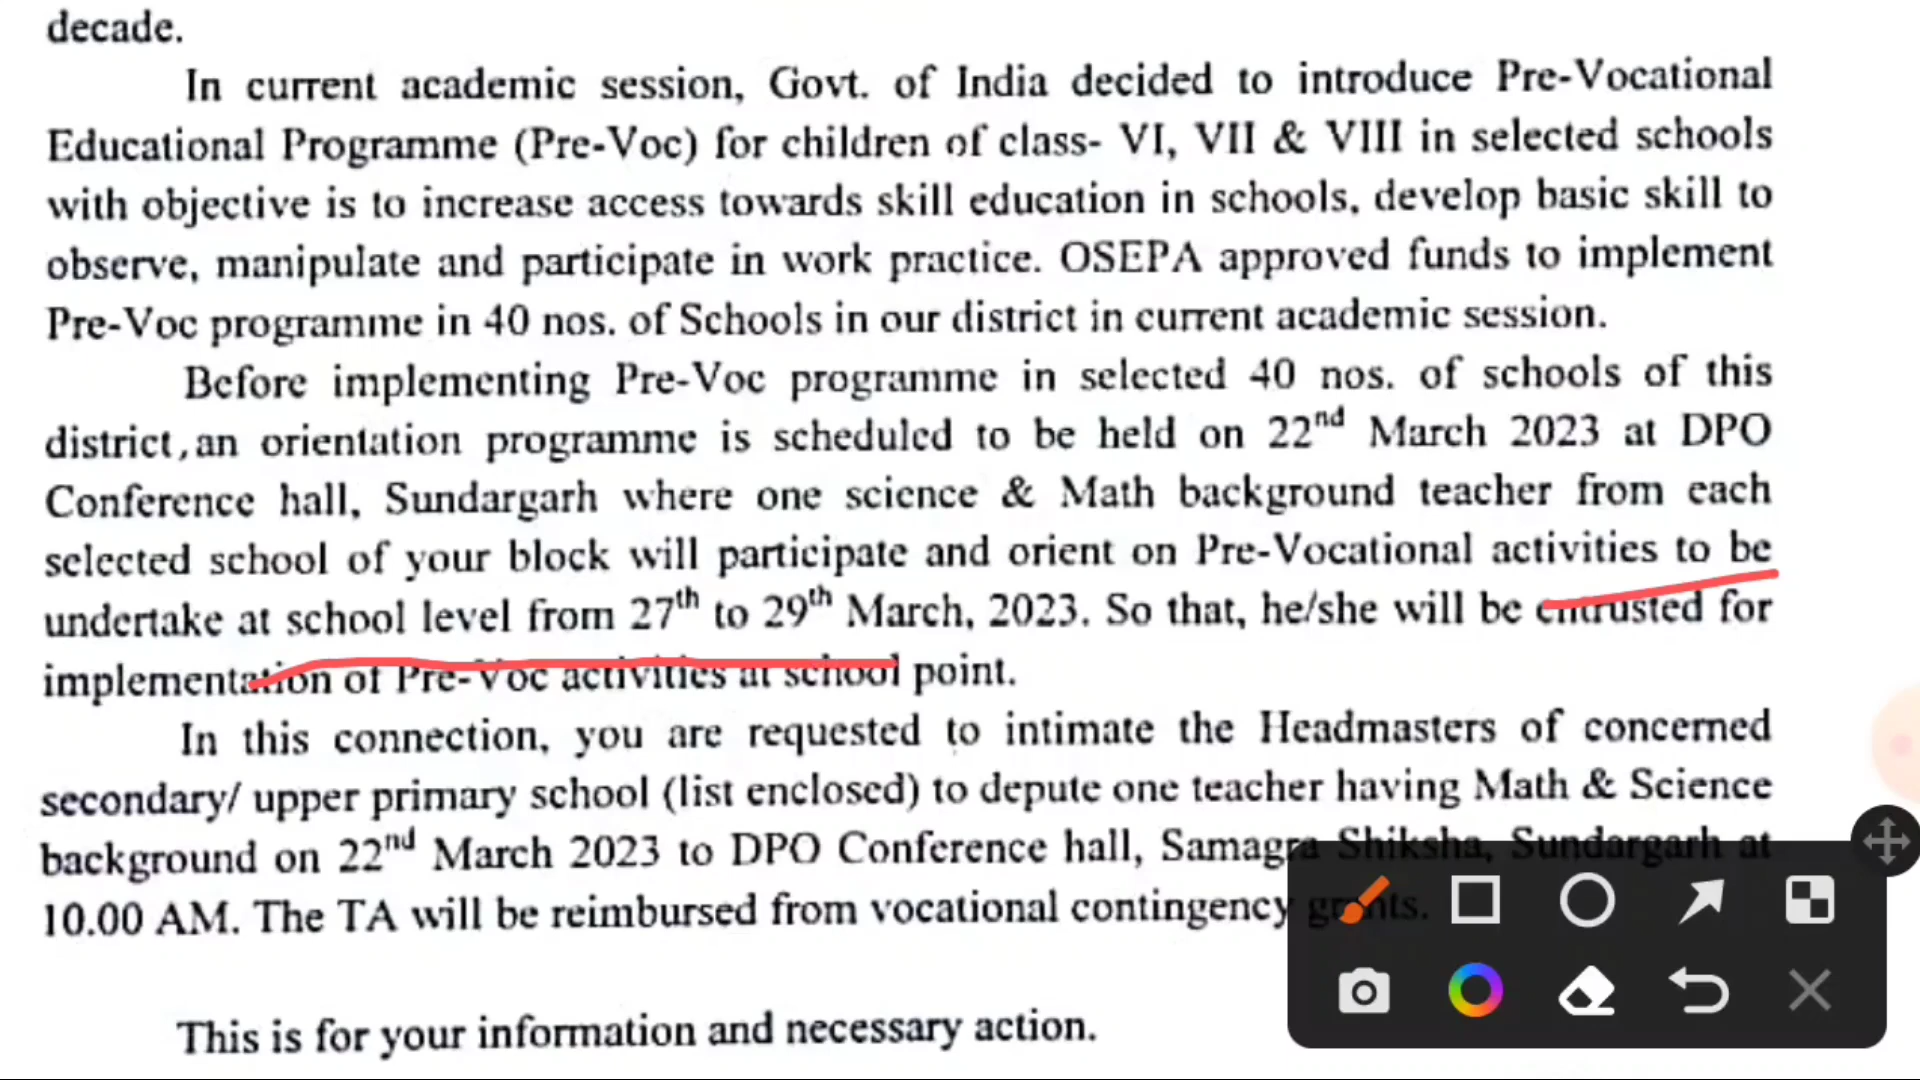 decade.
In current academic session, Govt. of India decided to introduce Pre-Vocational
Educational Programme (Pre-Voc) for children of class- VI, VII & VIII in selected schools
with objective is to increase access towards skill education in schools, develop basic skill to
observe, manipulate and participate in work practice. OSEPA approved funds to implement
Pre-Voc programme in 40 nos. of Schools in our district in current academic session.
Before implementing Pre-Voc programme in selected 40 nos. of schools of this
district, an orientation programme is scheduled to be held on 22nd March 2023 at DPO
Conference hall, Sundargarh where one science & Math background teacher from each
selected school of your block will participate and orient on Pre-Vocational activities to be
undertake at school level from 27th to 29th March, 2023. So that, he/she will be entrusted for
implementation of Pre-Voc activities at school point.
In this connection, you are requested to intimate the Headmasters of concerned
secondary/ upper primary school (list enclosed) to depute one teacher having Math & Science
background on 22nd March 2023 to DPO Conference hall, Samagra Shiksha, Sundargarh at
10.00 AM. The TA will be reimbursed from vocational contingency grants.
This is for your information and necessary action.